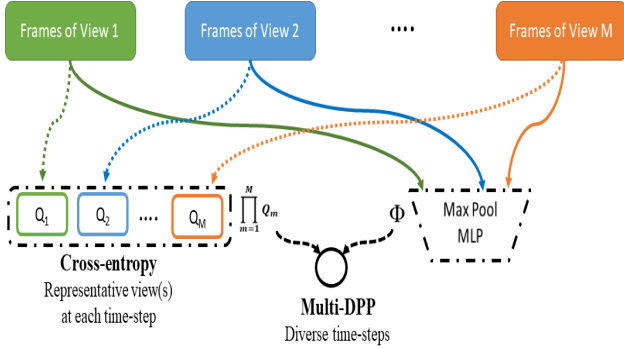 Frames of View 1
Frames of View 2
....
Frames of View M
Q1
Q2
....
QM
M
∏ Qm
m=1
Φ
Max Pool
MLP
Cross-entropy
Representative view(s)
at each time-step
Multi-DPP
Diverse time-steps